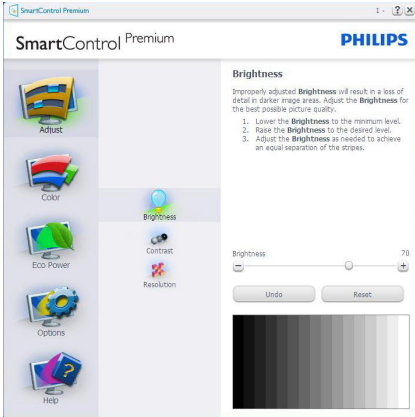 SmartControl Premium
1 -
?
X
SmartControl Premium
PHILIPS
Adjust
Color
Eco Power
Options
Help
Brightness
Contrast
Resolution
Brightness
Improperly adjusted Brightness will result in a loss of
detail in darker image areas. Adjust the Brightness for
the best possible picture quality.
1. Lower the Brightness to the minimum level.
2. Raise the Brightness to the desired level.
3. Adjust the Brightness as needed to achieve
an equal separation of the stripes.
Brightness 70
Undo Reset